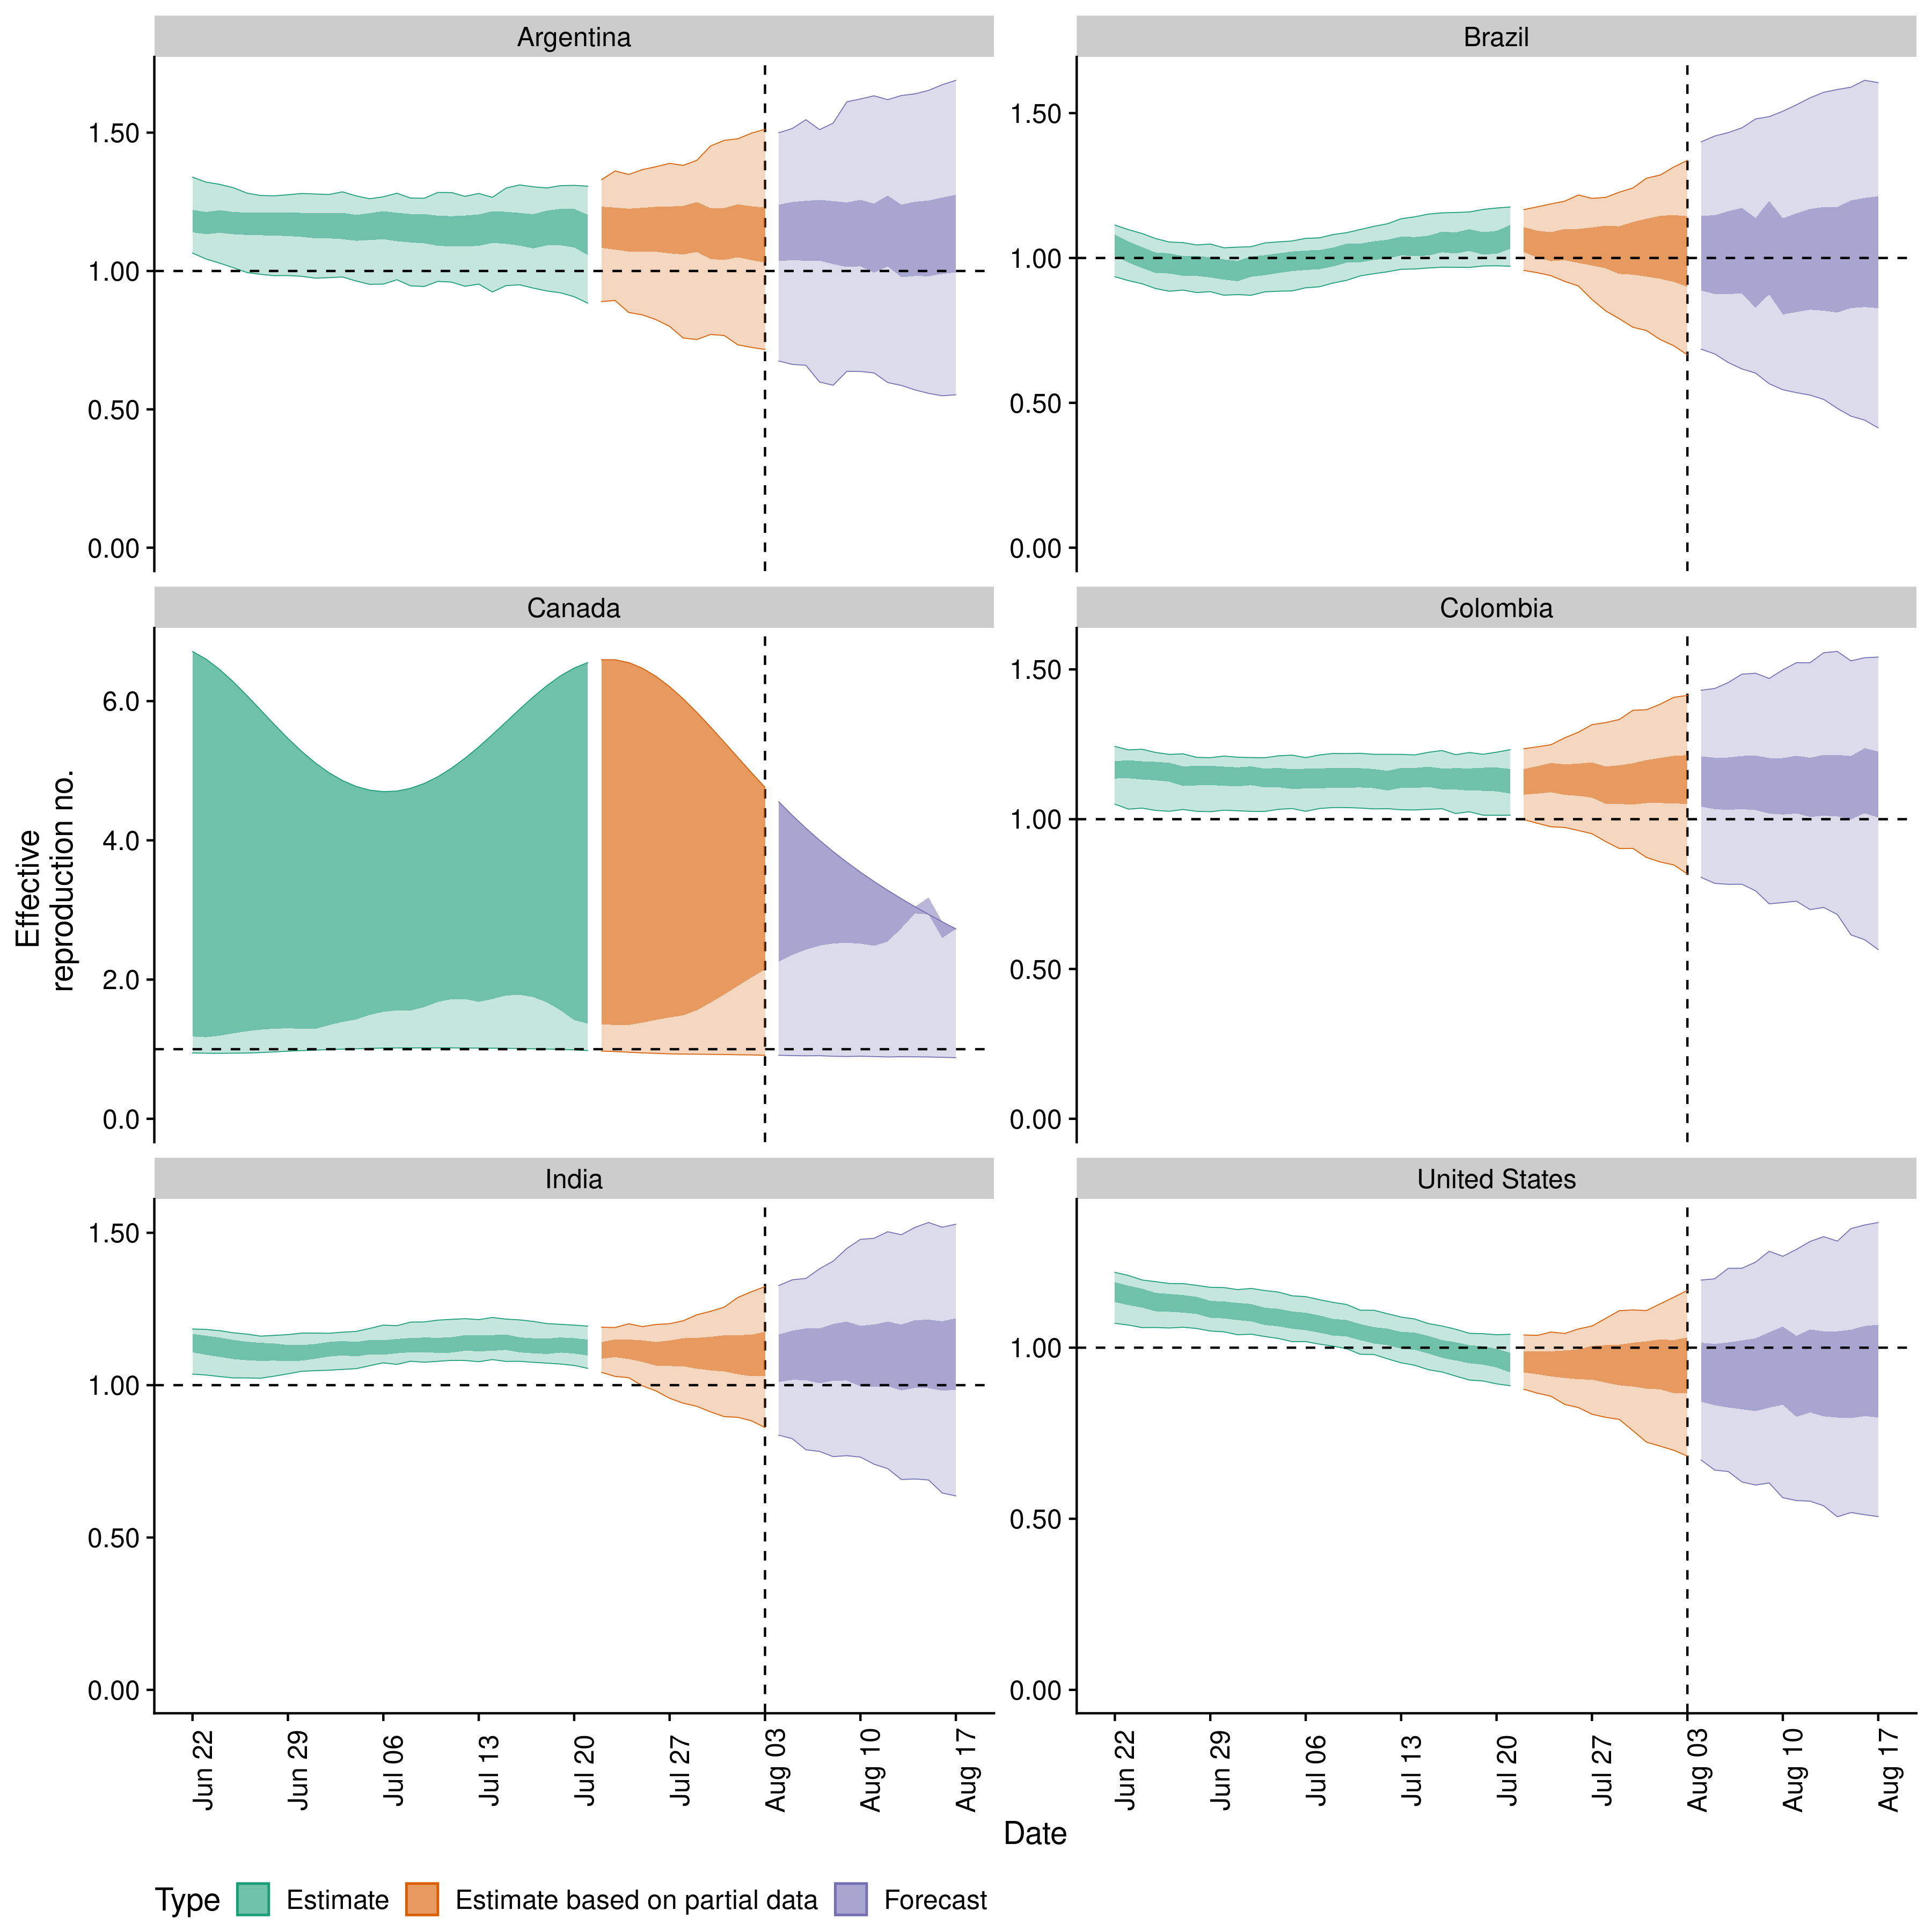 Argentina
Brazil
1.50
1.00
0.50
0.00
1.50
1.00
0.50
0.00
Canada
Colombia
6.0
4.0
2.0
0.0
1.50
1.00
0.50
0.00
Effective
reproduction no.
India
United States
1.50
1.00
0.50
0.00
1.00
0.50
0.00
Jun 22
Jun 29
Jul 06
Jul 13
Jul 20
Jul 27
Aug 03
Aug 10
Aug 17
Jun 22
Jun 29
Jul 06
Jul 13
Jul 20
Jul 27
Aug 03
Aug 10
Aug 17
Date
Type Estimate Estimate based on partial data Forecast